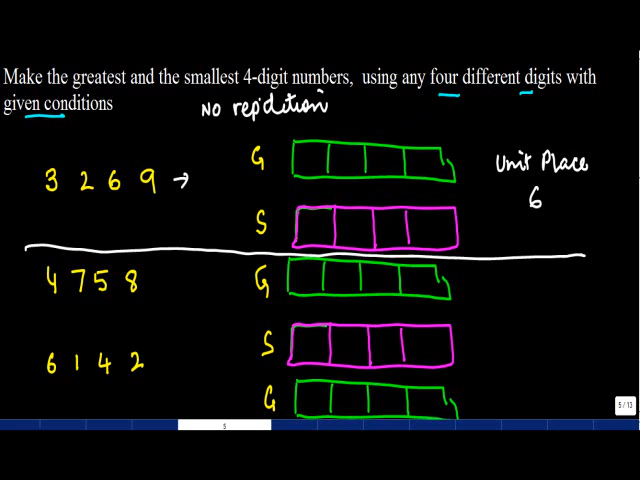 Make the greatest and the smallest 4-digit numbers, using any four different digits with
given conditions
No repidition
3 2 6 9 → G
Unit Place
6
S
4 7 5 8 G
S
6 1 4 2
G
5 / 13
5